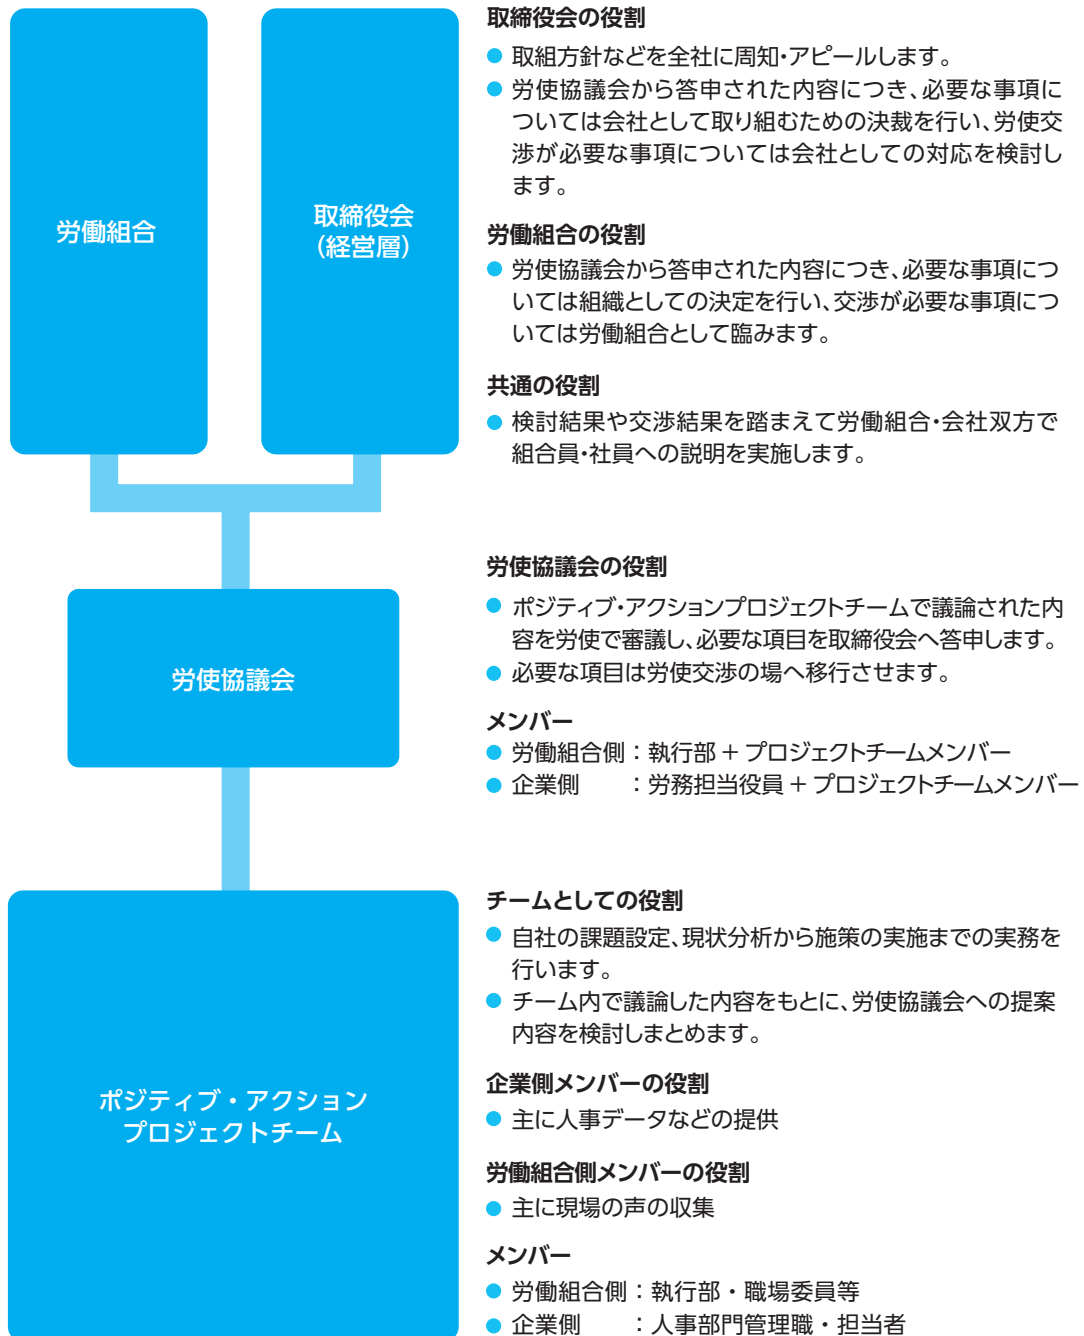 取締役会の役割
● 取組方針などを全社に周知・アピールします。
● 労使協議会から答申された内容につき、必要な事項に
ついては会社として取り組むための決裁を行い、労使交
渉が必要な事項については会社としての対応を検討し
ます。
労働組合
取締役会
(経営層)
労働組合の役割
● 労使協議会から答申された内容につき、必要な事項につ
いては組織としての決定を行い、交渉が必要な事項につ
いては労働組合として臨みます。
共通の役割
● 検討結果や交渉結果を踏まえて労働組合・会社双方で
組合員・社員への説明を実施します。
労使協議会の役割
● ポジティブ・アクションプロジェクトチームで議論された内
容を労使で審議し、必要な項目を取締役会へ答申します。
● 必要な項目は労使交渉の場へ移行させます。
労使協議会
メンバー
● 労働組合側：執行部 + プロジェクトチームメンバー
● 企業側　　：労務担当役員 + プロジェクトチームメンバー
チームとしての役割
● 自社の課題設定、現状分析から施策の実施までの実務を
行います。
● チーム内で議論した内容をもとに、労使協議会への提案
内容を検討しまとめます。
ポジティブ・アクション
プロジェクトチーム
企業側メンバーの役割
● 主に人事データなどの提供
労働組合側メンバーの役割
● 主に現場の声の収集
メンバー
● 労働組合側：執行部・職場委員等
● 企業側　　：人事部門管理職・担当者